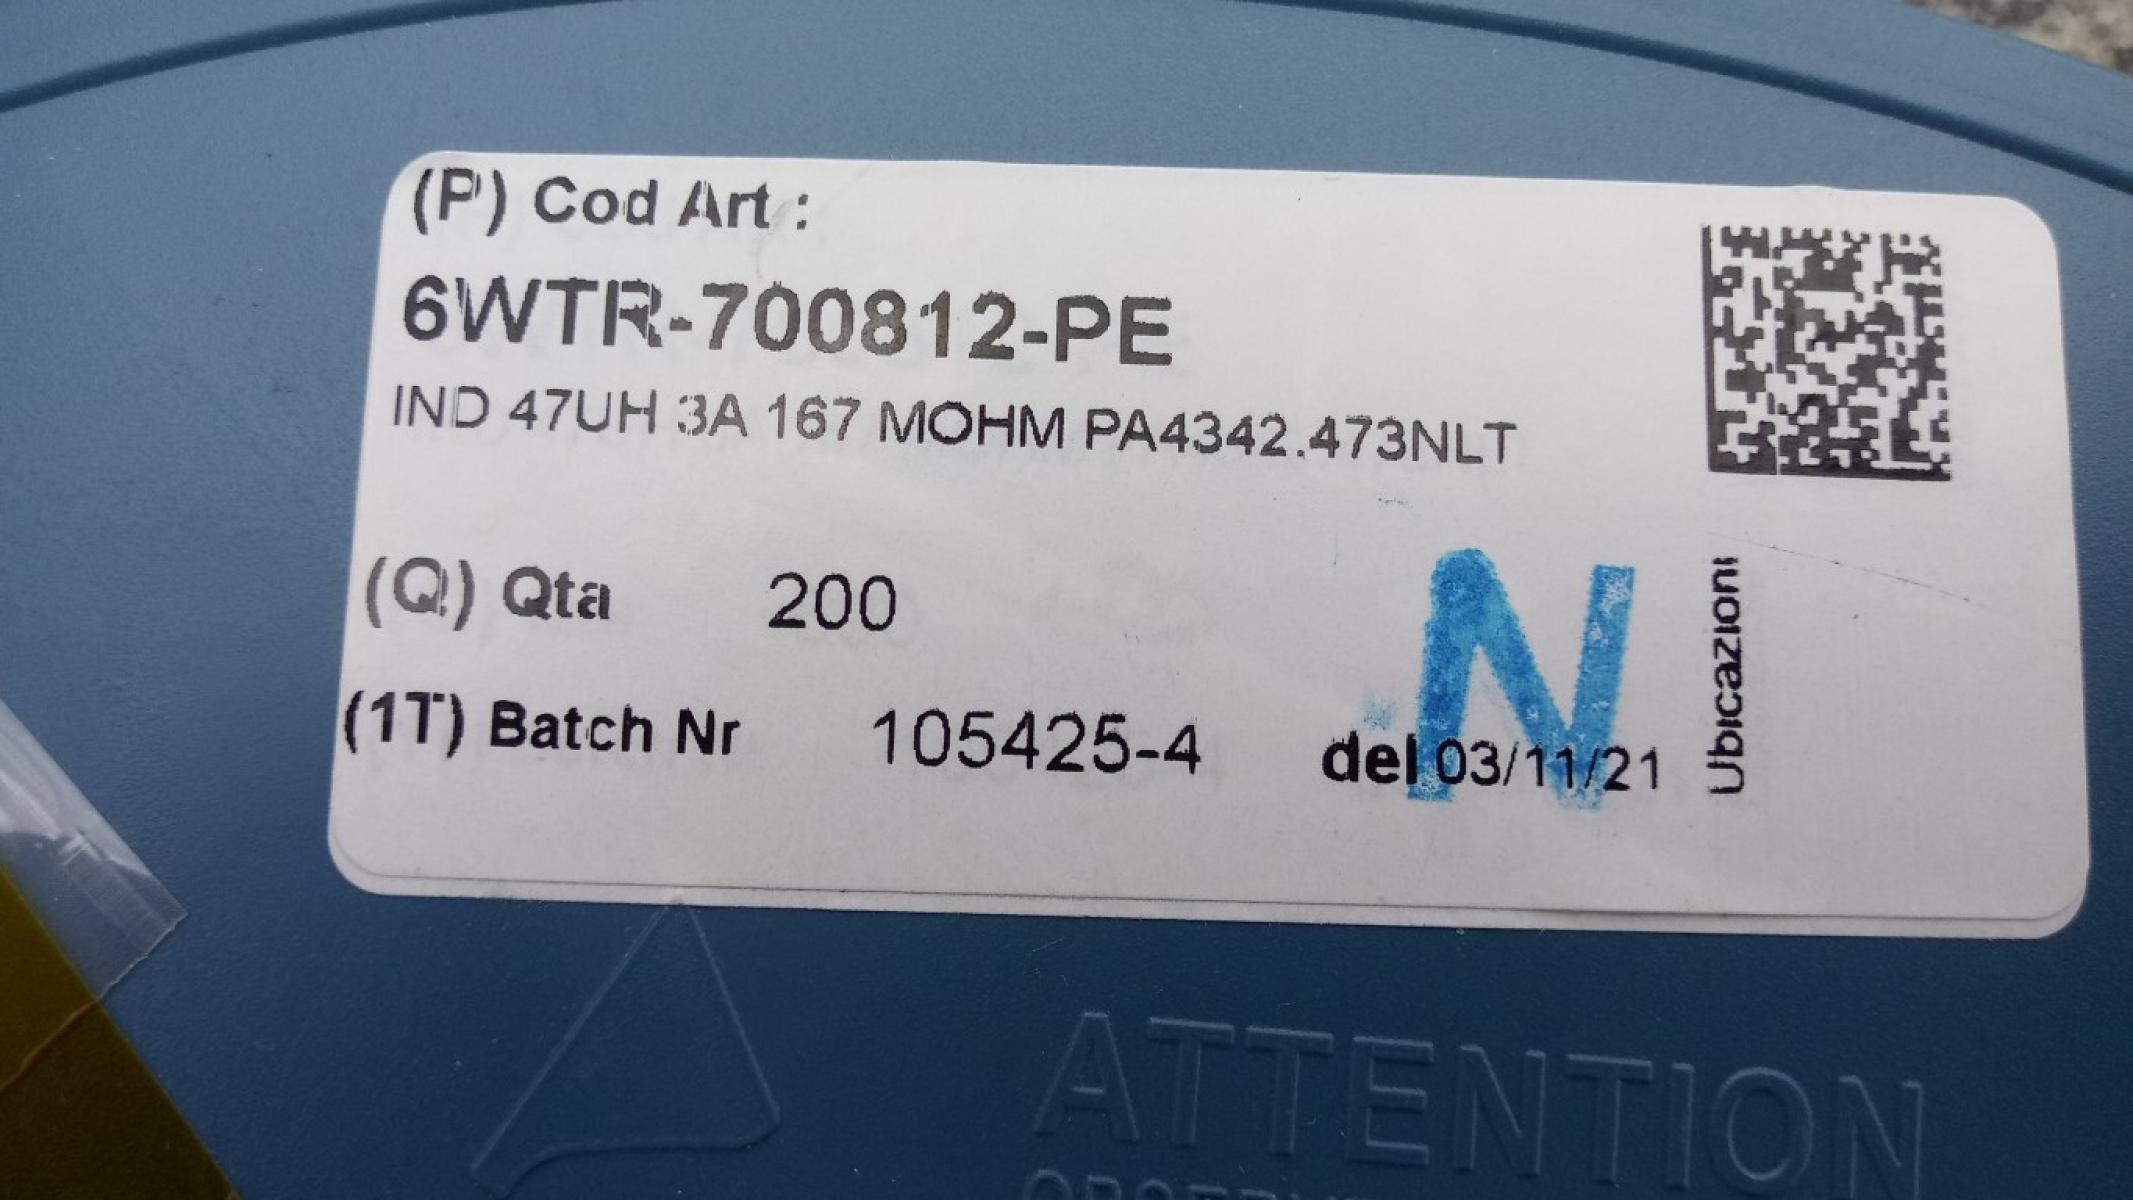 (P) Cod Art :
6WTR-700812-PE
IND 47UH 3A 167 MOHM PA4342.473NLT
(Q) Qta 200
N
(1T) Batch Nr 105425-4 del 03/11/21
Ubicazioni
ATTENTION